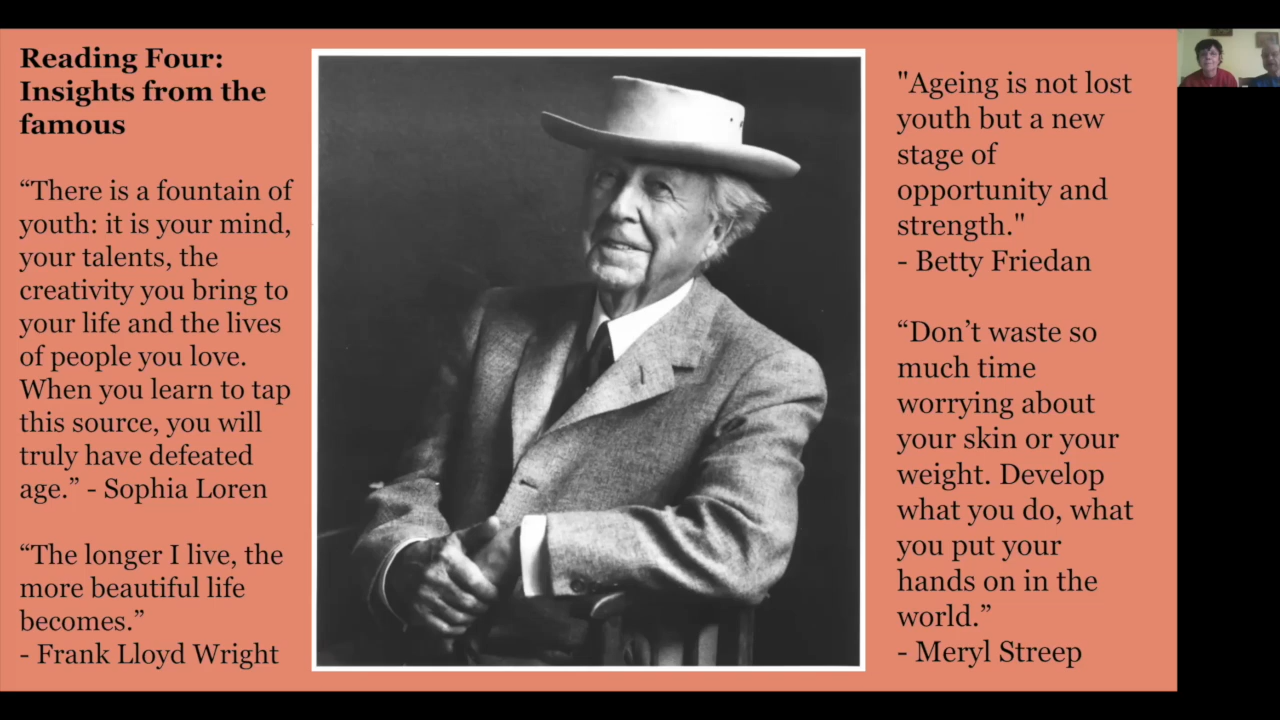 Reading Four:
Insights from the
famous
“There is a fountain of
youth: it is your mind,
your talents, the
creativity you bring to
your life and the lives
of people you love.
When you learn to tap
this source, you will
truly have defeated
age.” - Sophia Loren
“The longer I live, the
more beautiful life
becomes.”
- Frank Lloyd Wright
"Ageing is not lost
youth but a new
stage of
opportunity and
strength."
- Betty Friedan
“Don’t waste so
much time
worrying about
your skin or your
weight. Develop
what you do, what
you put your
hands on in the
world.”
- Meryl Streep